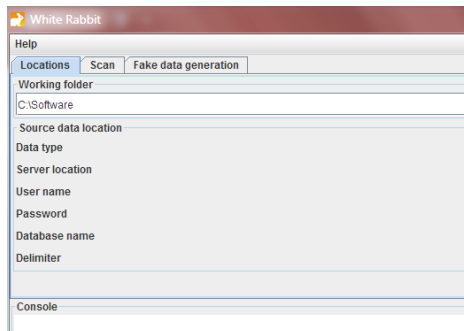 White Rabbit
Help
Locations Scan Fake data generation
Working folder
C:\Software
Source data location
Data type
Server location
User name
Password
Database name
Delimiter
Console